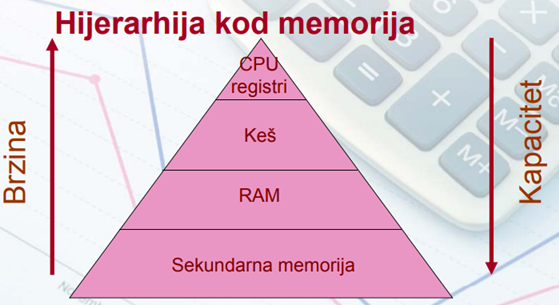 Hijerarhija kod memorija
CPU
registri
Keš
RAM
Sekundarna memorija
Brzina
Kapacitet
M+